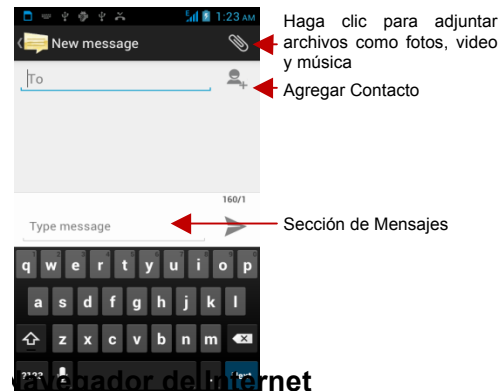 1:23 AM
New message
Haga clic para adjuntar
archivos como fotos, video
y música
To
Agregar Contacto
160/1
Type message
Sección de Mensajes
q w e r t y u i o p
a s d f g h j k l
z x c v b n m
?123 . Next
Navegador de Internet